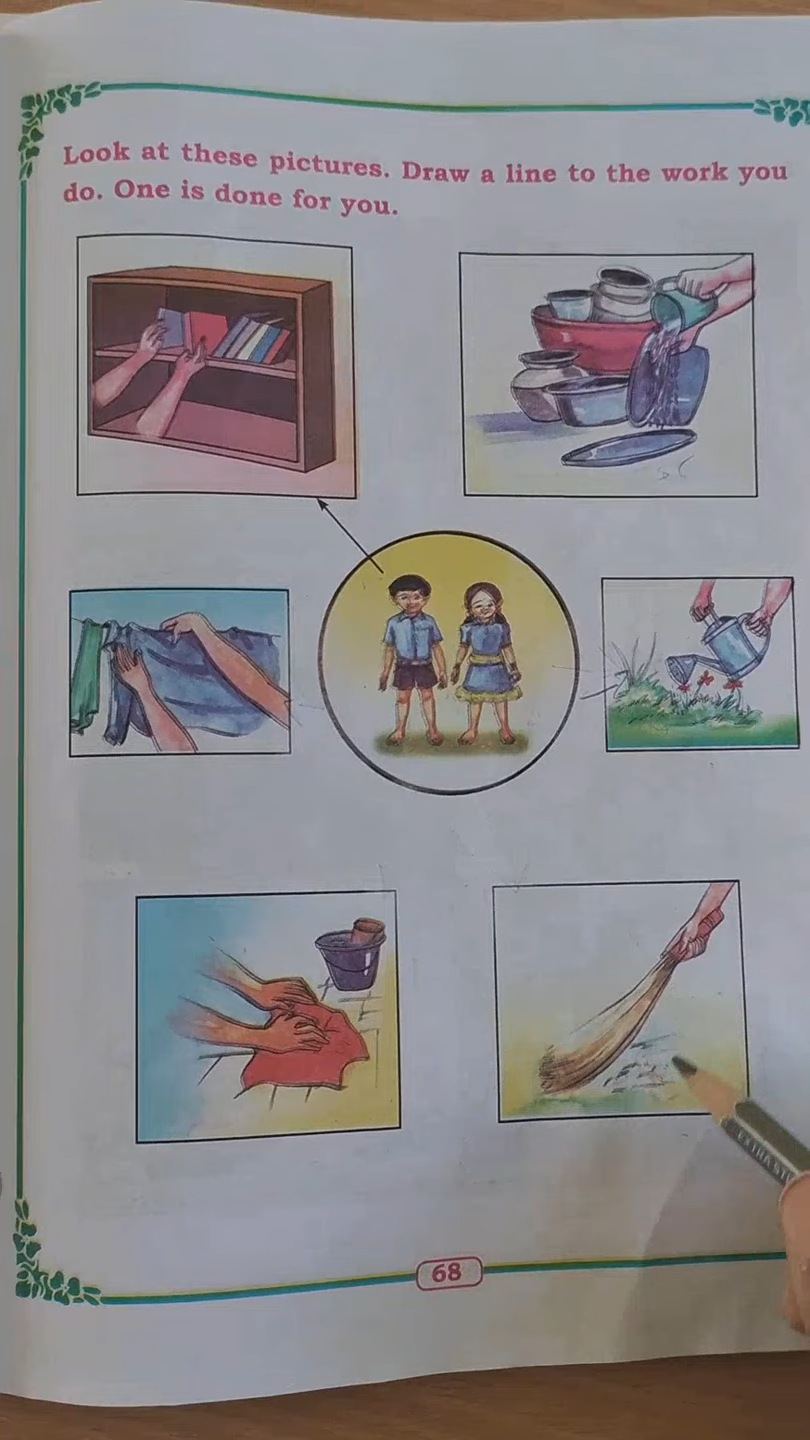 Look at these pictures. Draw a line to the work you
do. One is done for you.
68